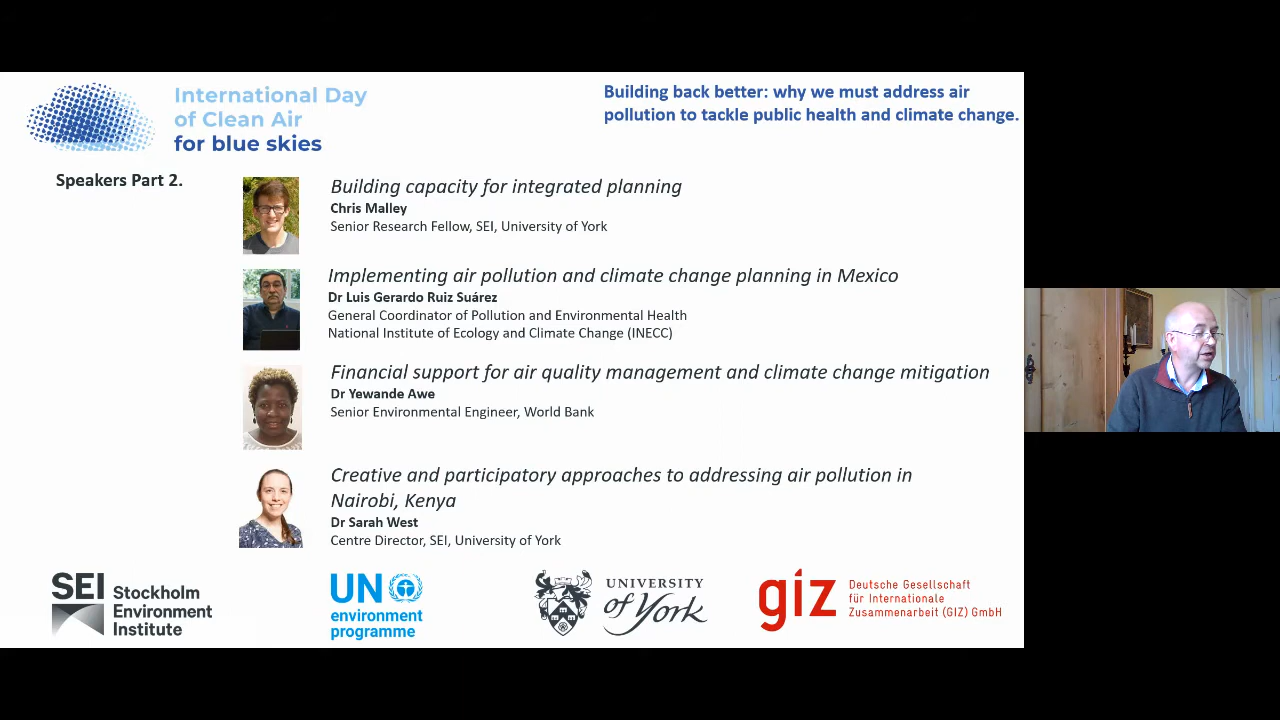 International Day
of Clean Air
for blue skies
Building back better: why we must address air
pollution to tackle public health and climate change.
Speakers Part 2.
Building capacity for integrated planning
Chris Malley
Senior Research Fellow, SEI, University of York
Implementing air pollution and climate change planning in Mexico
Dr Luis Gerardo Ruiz Suárez
General Coordinator of Pollution and Environmental Health
National Institute of Ecology and Climate Change (INECC)
Financial support for air quality management and climate change mitigation
Dr Yewande Awe
Senior Environmental Engineer, World Bank
Creative and participatory approaches to addressing air pollution in
Nairobi, Kenya
Dr Sarah West
Centre Director, SEI, University of York
SEI Stockholm
Environment
Institute
UN
environment
programme
UNIVERSITY
of York
giz
Deutsche Gesellschaft
für Internationale
Zusammenarbeit (GIZ) GmbH